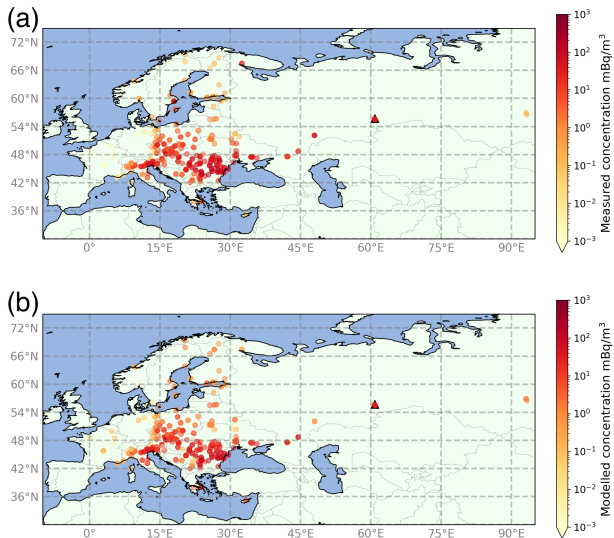 (a)
72°N
66°N
60°N
54°N
48°N
42°N
36°N
0°
15°E
30°E
45°E
60°E
75°E
90°E
10³
10²
10¹
10⁰
10⁻¹
10⁻²
10⁻³
Measured concentration mBq/m³
(b)
72°N
66°N
60°N
54°N
48°N
42°N
36°N
0°
15°E
30°E
45°E
60°E
75°E
90°E
10³
10²
10¹
10⁰
10⁻¹
10⁻²
10⁻³
Modelled concentration mBq/m³